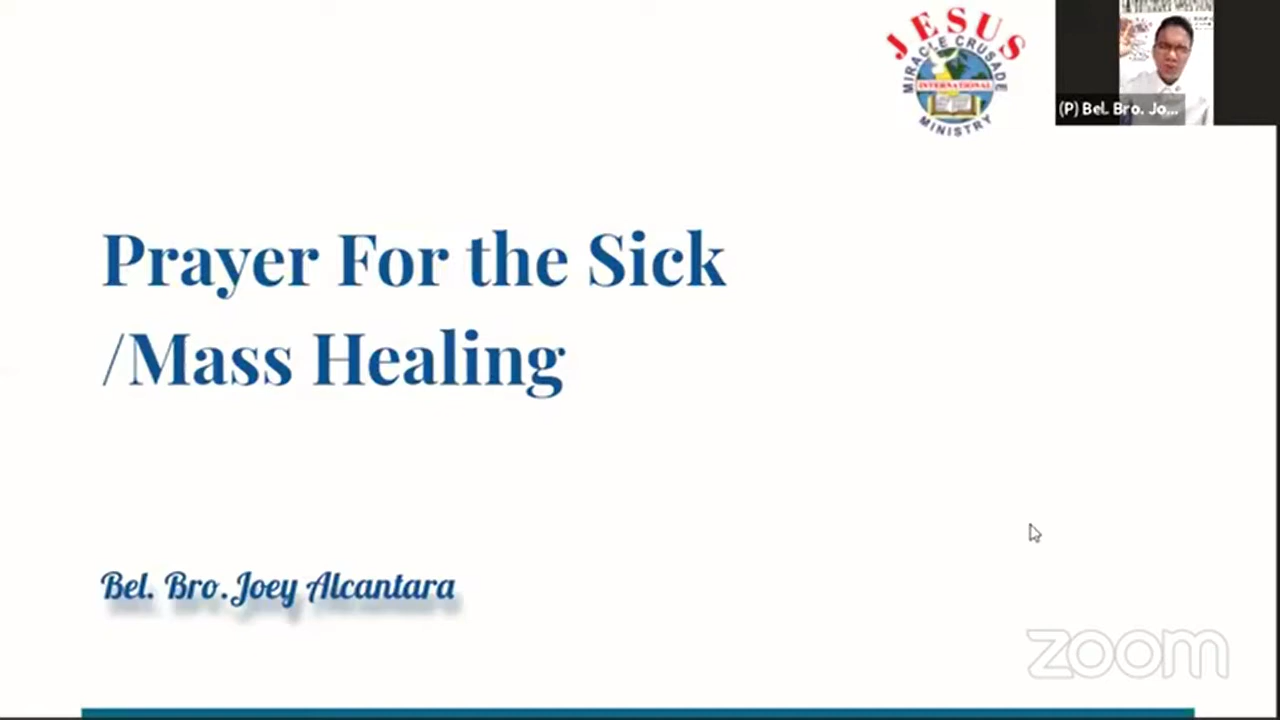 JESUS
MIRACLE CRUSADE
INTERNATIONAL
MINISTRY
(P) Bel. Bro. Jo...
Prayer For the Sick
/Mass Healing
Bel. Bro. Joey Alcantara
zoom